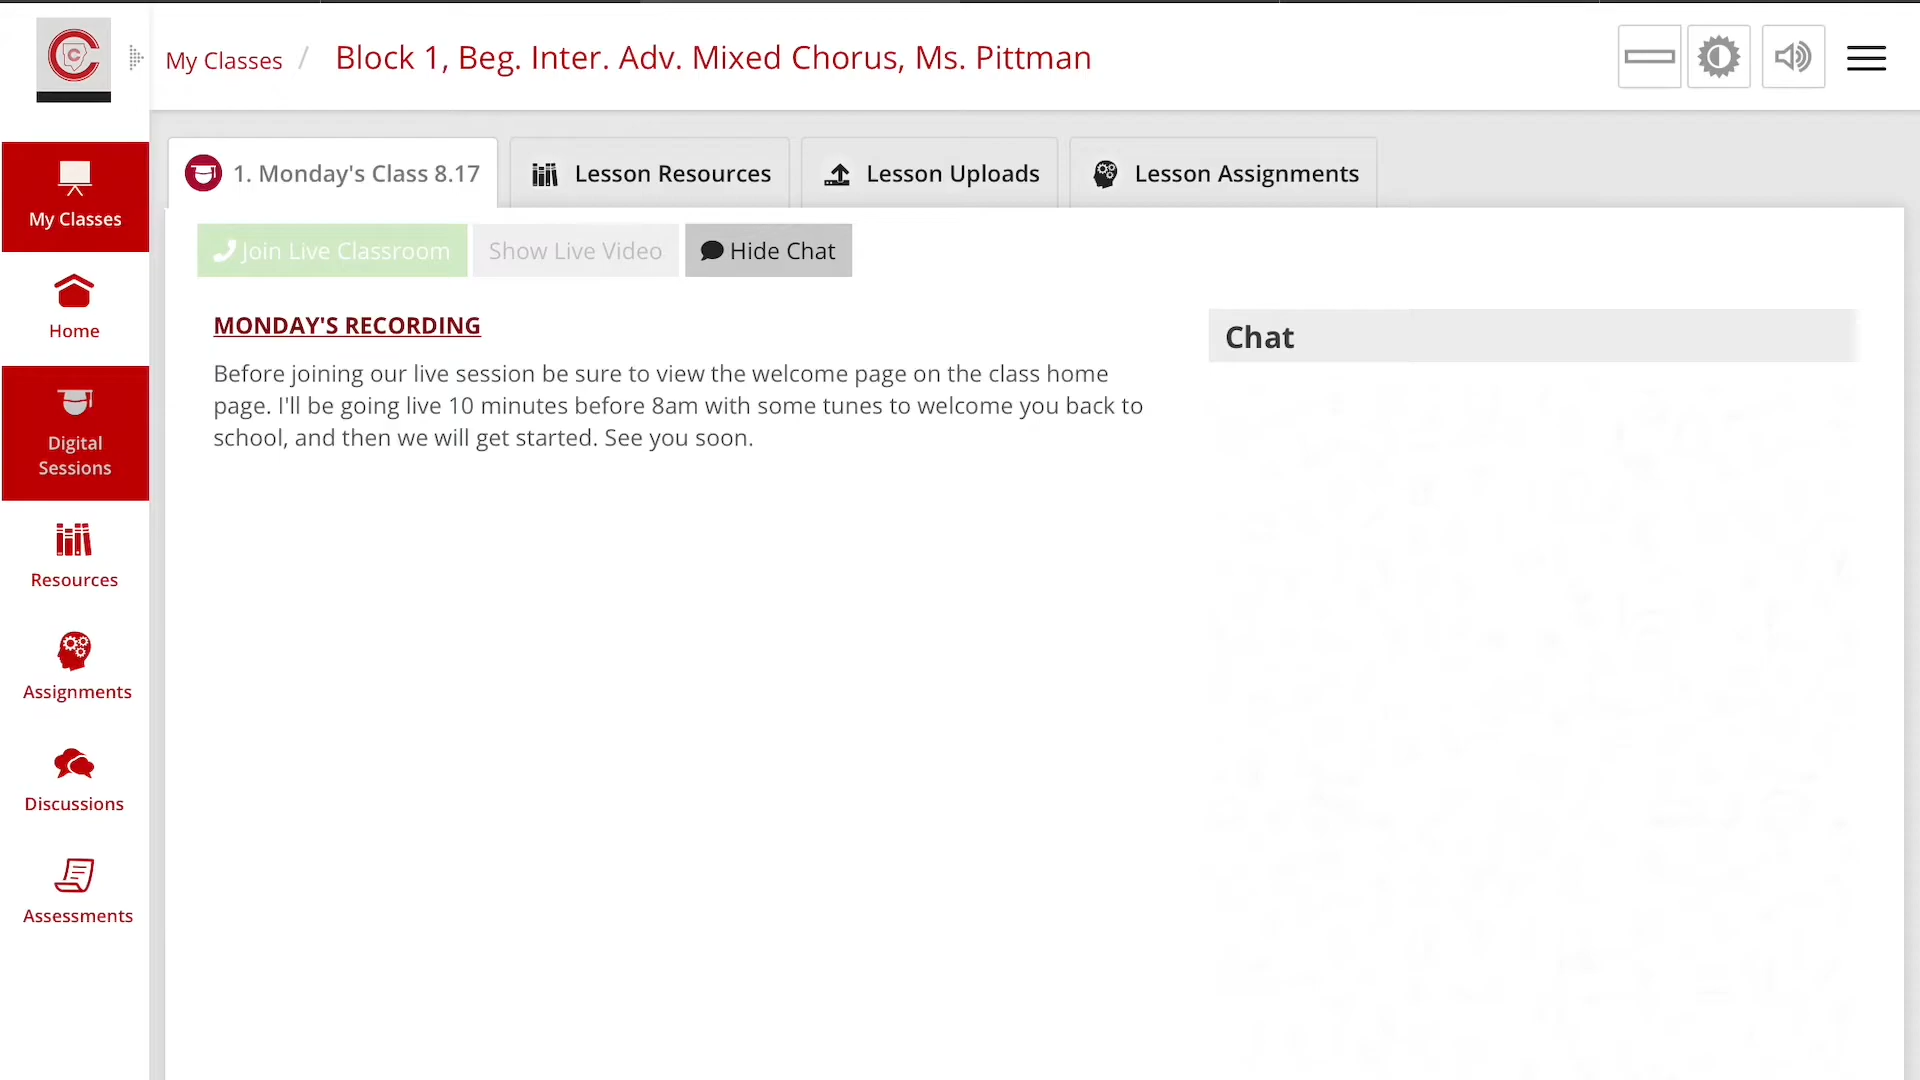 My Classes / Block 1, Beg. Inter. Adv. Mixed Chorus, Ms. Pittman
1. Monday's Class 8.17
Lesson Resources
Lesson Uploads
Lesson Assignments
My Classes
Home
Digital
Sessions
Resources
Assignments
Discussions
Assessments
Join Live Classroom
Show Live Video
Hide Chat
MONDAY'S RECORDING
Before joining our live session be sure to view the welcome page on the class home
page. I'll be going live 10 minutes before 8am with some tunes to welcome you back to
school, and then we will get started. See you soon.
Chat